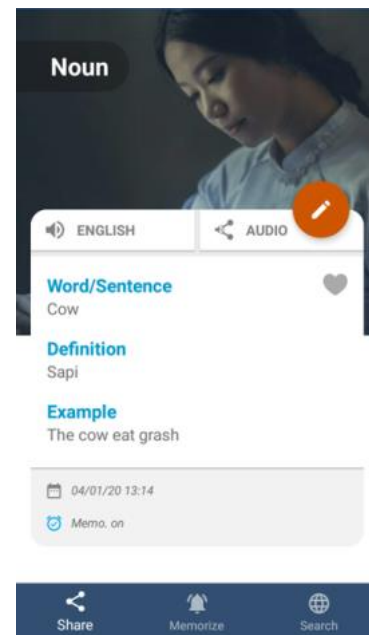 Noun
ENGLISH
AUDIO
Word/Sentence
Cow
Definition
Sapi
Example
The cow eat grash
04/01/20 13:14
Memo. on
Share
Memorize
Search